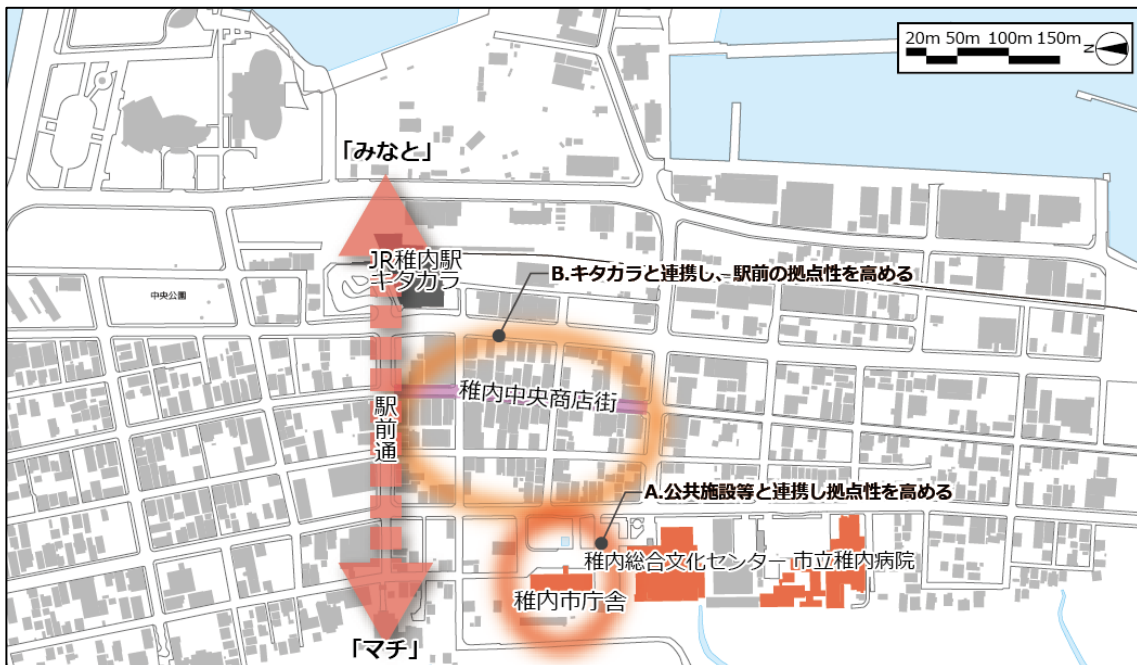 20m 50m 100m 150m
N
「みなと」
JR稚内駅
キタカラ
B.キタカラと連携し、駅前の拠点性を高める
中央公園
稚内中央商店街
駅前通
A.公共施設等と連携し拠点性を高める
稚内総合文化センター
市立稚内病院
稚内市庁舎
「マチ」